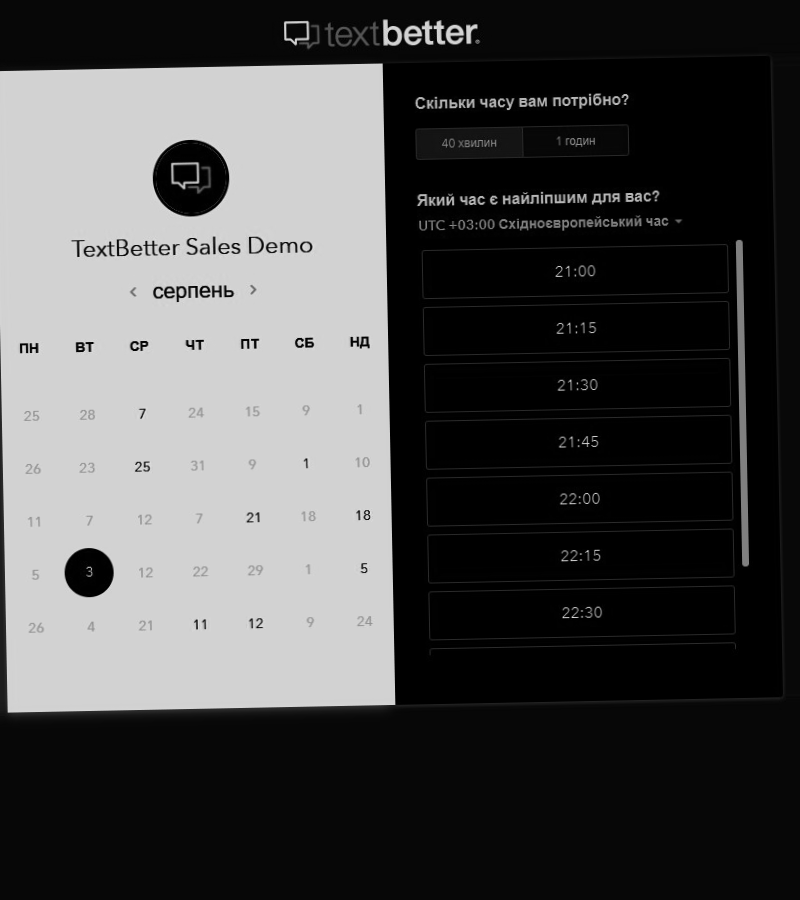 textbetter.
TextBetter Sales Demo
серпень
ПН ВТ СР ЧТ ПТ СБ НД
25 28 7 24 15 9 1
26 23 25 31 9 1 10
11 7 12 7 21 18 18
5 3 12 22 29 1 5
26 4 21 11 12 9 24
Скільки часу вам потрібно?
40 хвилин 1 годин
Який час є найліпшим для вас?
UTC +03:00 Східноєвропейський час
21:00
21:15
21:30
21:45
22:00
22:15
22:30